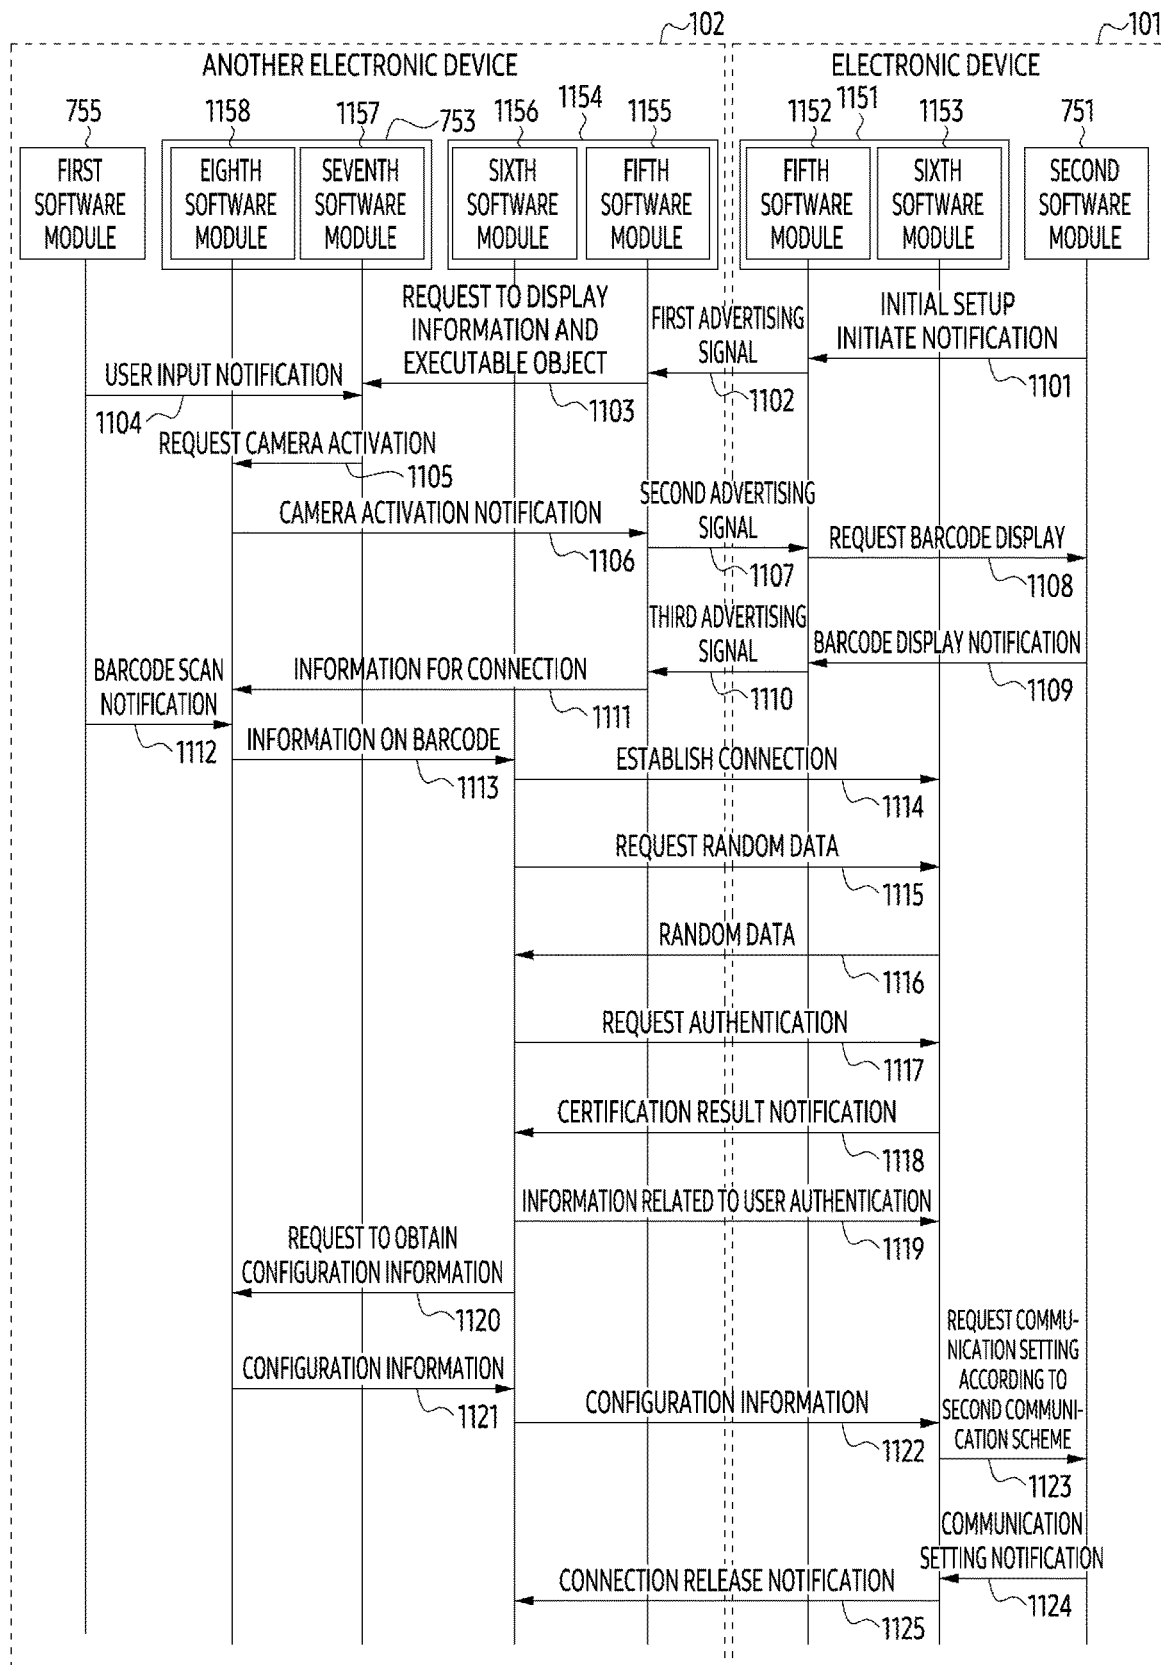 102
101
ANOTHER ELECTRONIC DEVICE
ELECTRONIC DEVICE
755
1158
1157
753
1156
1154
1155
1152
1151
1153
751
FIRST
SOFTWARE
MODULE
EIGHTH
SOFTWARE
MODULE
SEVENTH
SOFTWARE
MODULE
SIXTH
SOFTWARE
MODULE
FIFTH
SOFTWARE
MODULE
FIFTH
SOFTWARE
MODULE
SIXTH
SOFTWARE
MODULE
SECOND
SOFTWARE
MODULE
INITIAL SETUP
INITIATE NOTIFICATION
1101
FIRST ADVERTISING
SIGNAL
1102
REQUEST TO DISPLAY
INFORMATION AND
EXECUTABLE OBJECT
1103
USER INPUT NOTIFICATION
1104
REQUEST CAMERA ACTIVATION
1105
CAMERA ACTIVATION NOTIFICATION
1106
SECOND ADVERTISING
SIGNAL
1107
REQUEST BARCODE DISPLAY
1108
BARCODE DISPLAY NOTIFICATION
1109
THIRD ADVERTISING
SIGNAL
1110
INFORMATION FOR CONNECTION
1111
BARCODE SCAN
NOTIFICATION
1112
INFORMATION ON BARCODE
1113
ESTABLISH CONNECTION
1114
REQUEST RANDOM DATA
1115
RANDOM DATA
1116
REQUEST AUTHENTICATION
1117
CERTIFICATION RESULT NOTIFICATION
1118
INFORMATION RELATED TO USER AUTHENTICATION
1119
REQUEST TO OBTAIN
CONFIGURATION INFORMATION
1120
CONFIGURATION INFORMATION
1121
CONFIGURATION INFORMATION
1122
REQUEST COMMU-
NICATION SETTING
ACCORDING TO
SECOND COMMUNI-
CATION SCHEME
1123
COMMUNICATION
SETTING NOTIFICATION
1124
CONNECTION RELEASE NOTIFICATION
1125